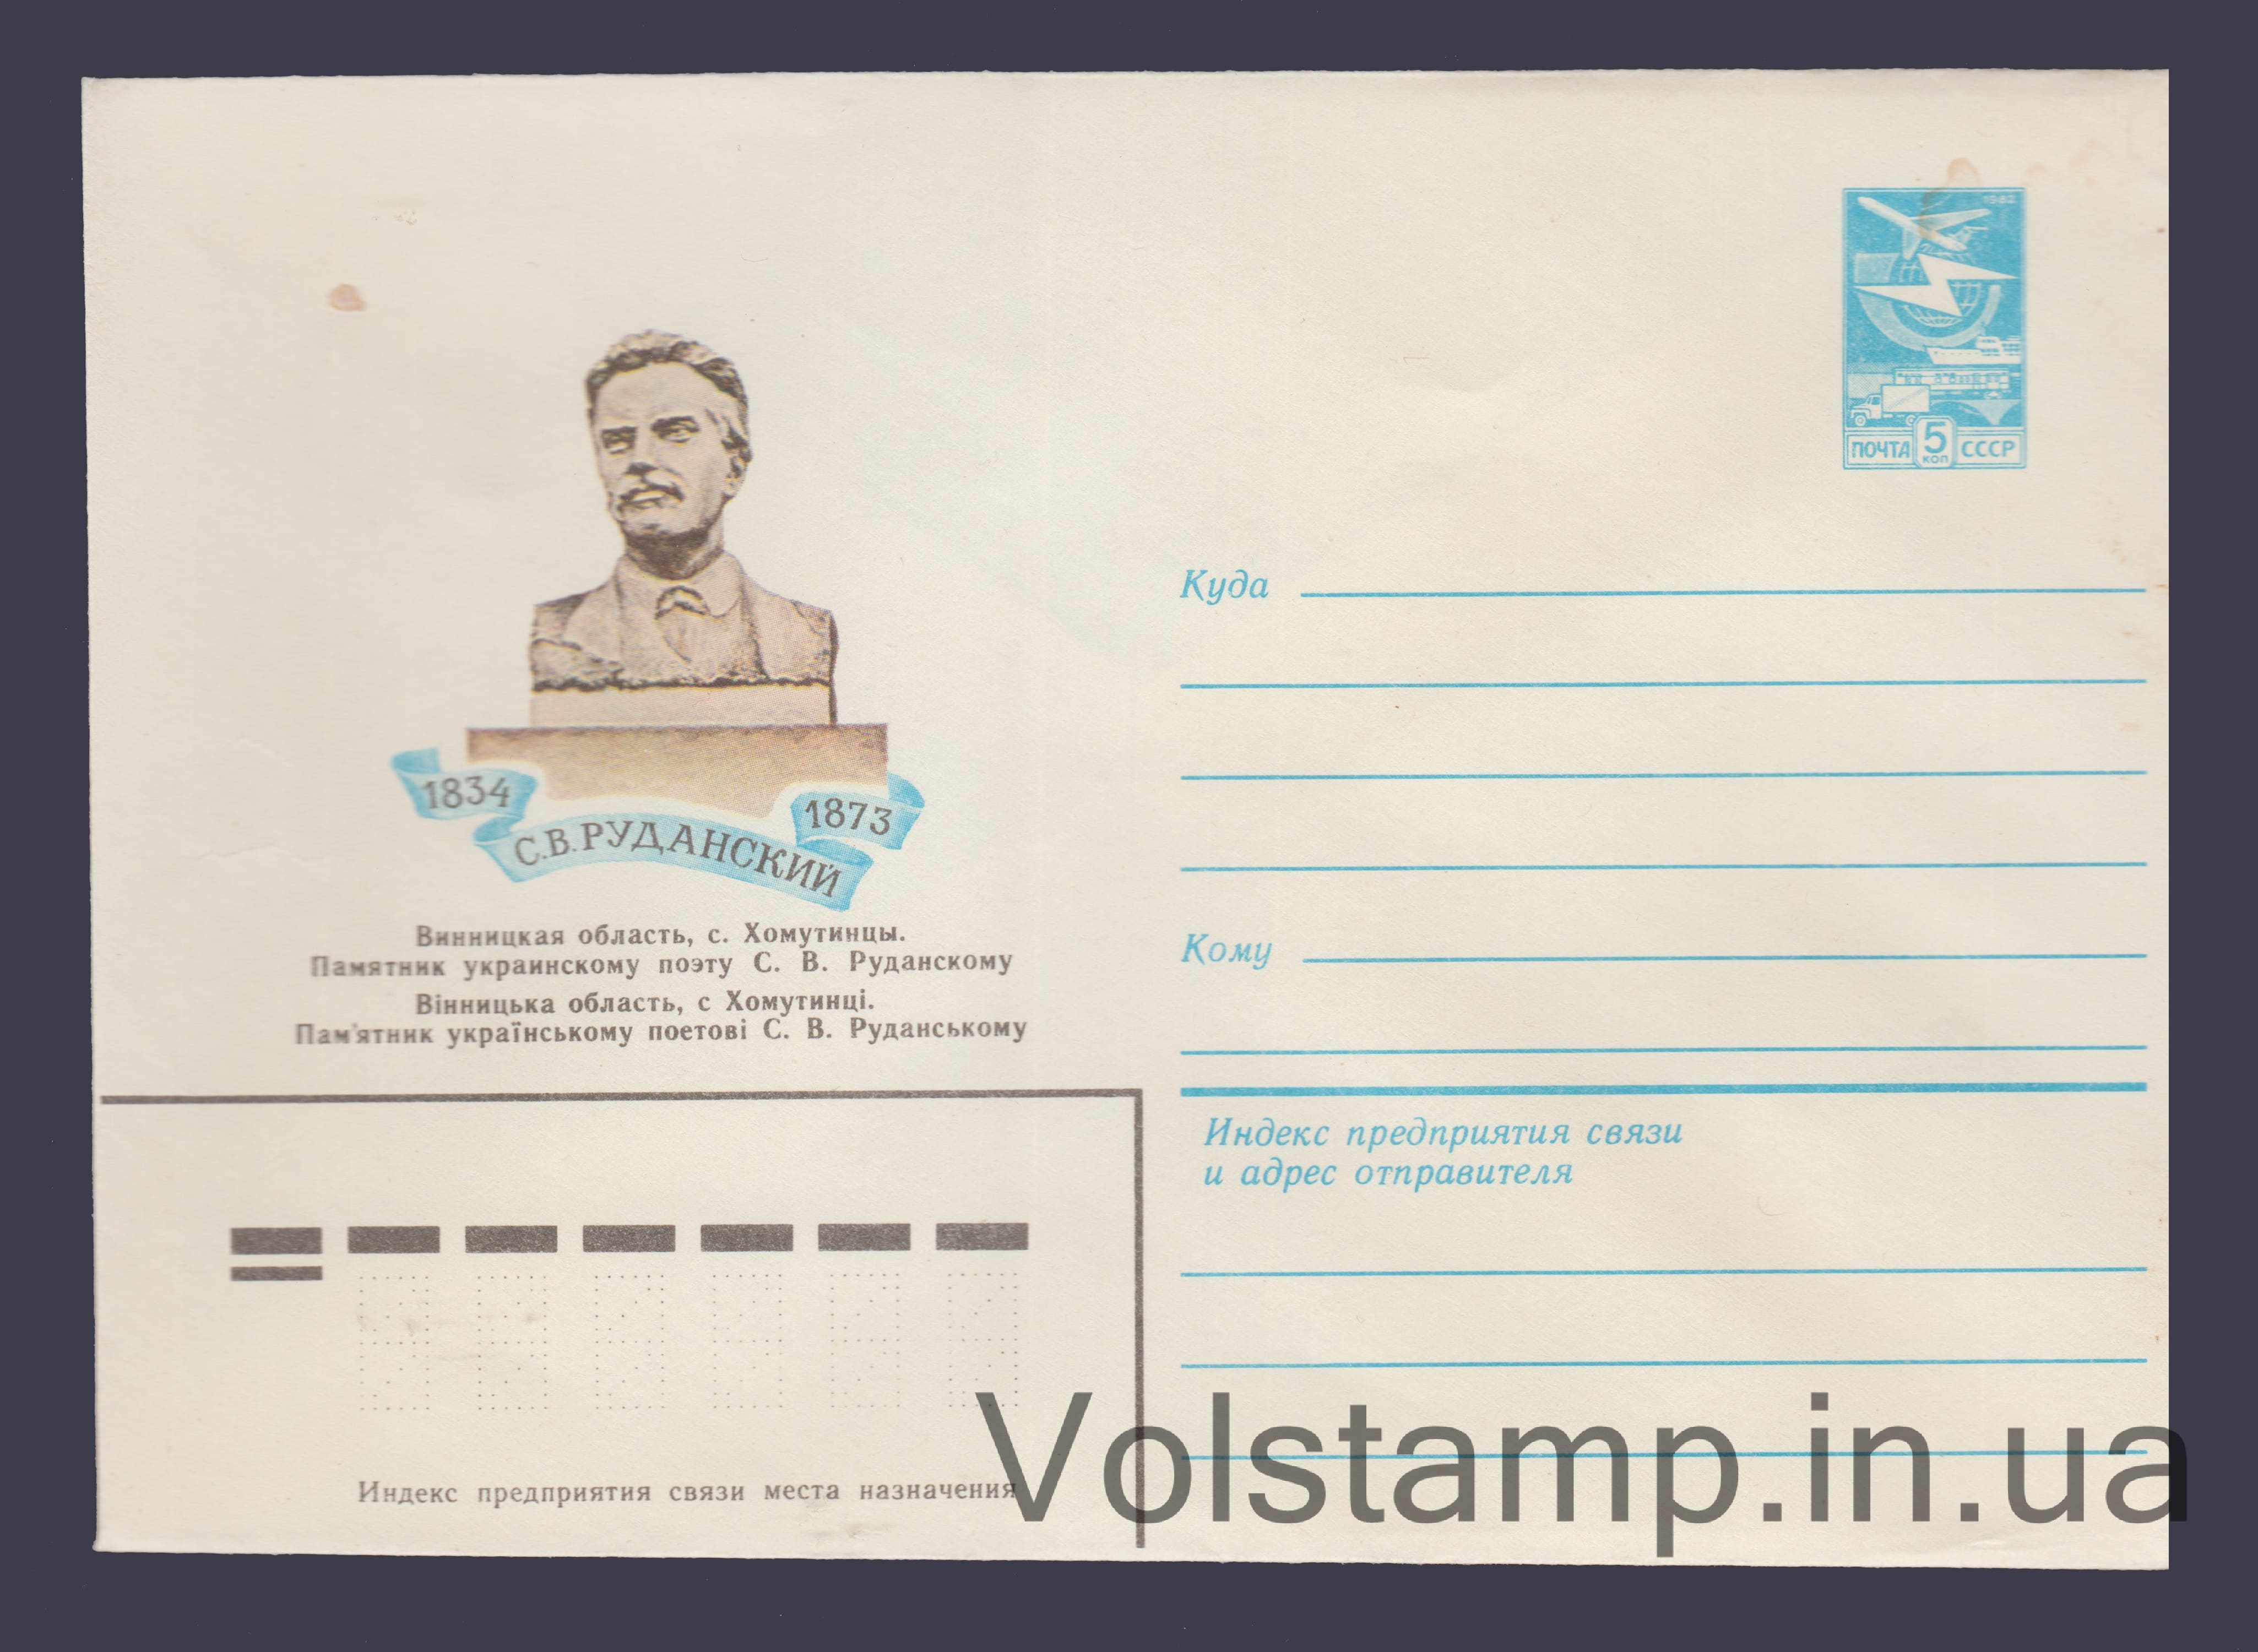 1982
ПОЧТА 5 КОП СССР
1834
1873
С.В.РУДАНСКИЙ
Винницкая область, с. Хомутинцы.
Памятник украинскому поэту С. В. Руданскому
Вінницька область, с Хомутинці.
Пам'ятник українському поетові С. В. Руданському
Куда
Кому
Индекс предприятия связи
и адрес отправителя
Индекс предприятия связи места назначения
Volstamp.in.ua